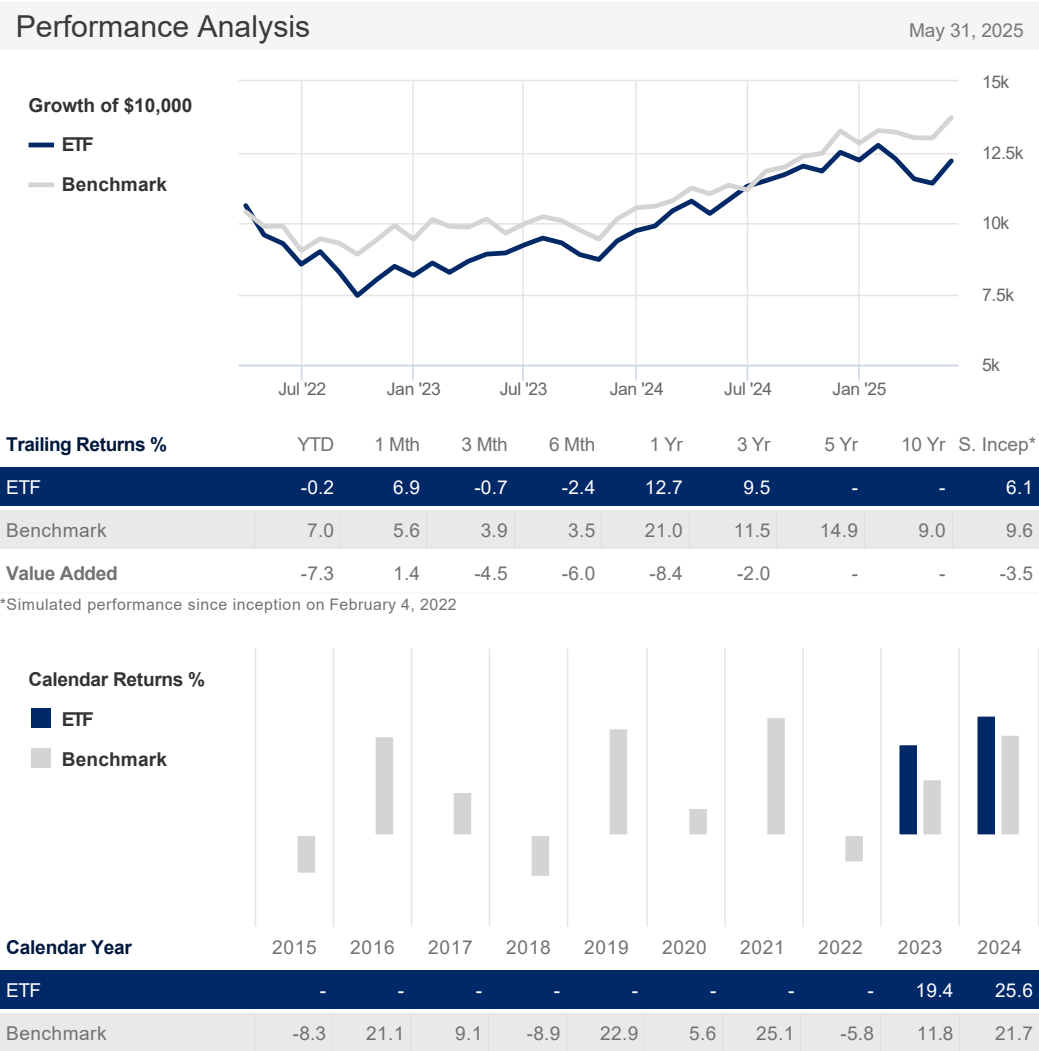 Performance Analysis May 31, 2025
15k
Growth of $10,000
ETF
12.5k
Benchmark
10k
7.5k
5k
Jul '22 Jan '23 Jul '23 Jan '24 Jul '24 Jan '25
Trailing Returns % YTD 1 Mth 3 Mth 6 Mth 1 Yr 3 Yr 5 Yr 10 Yr S. Incep*
ETF -0.2 6.9 -0.7 -2.4 12.7 9.5 - - 6.1
Benchmark 7.0 5.6 3.9 3.5 21.0 11.5 14.9 9.0 9.6
Value Added -7.3 1.4 -4.5 -6.0 -8.4 -2.0 - - -3.5
*Simulated performance since inception on February 4, 2022
Calendar Returns %
ETF
Benchmark
Calendar Year 2015 2016 2017 2018 2019 2020 2021 2022 2023 2024
ETF - - - - - - - - 19.4 25.6
Benchmark -8.3 21.1 9.1 -8.9 22.9 5.6 25.1 -5.8 11.8 21.7